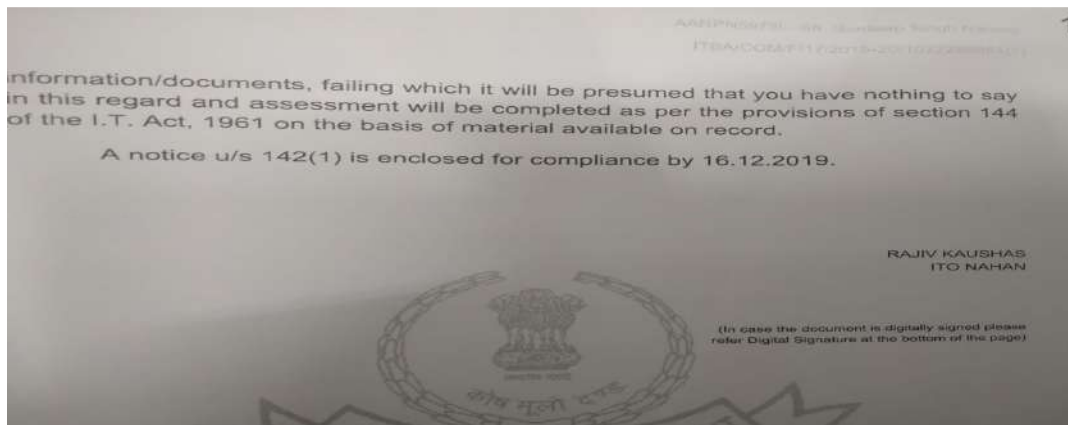 nformation/documents, failing which it will be presumed that you have nothing to say
in this regard and assessment will be completed as per the provisions of section 144
of the I.T. Act, 1961 on the basis of material available on record.
A notice u/s 142(1) is enclosed for compliance by 16.12.2019.
RAJIV KAUSHAS
ITO NAHAN
(In case the document is digitally signed please
refer Digital Signature at the bottom of the page)
कोष मूलो दण्ड